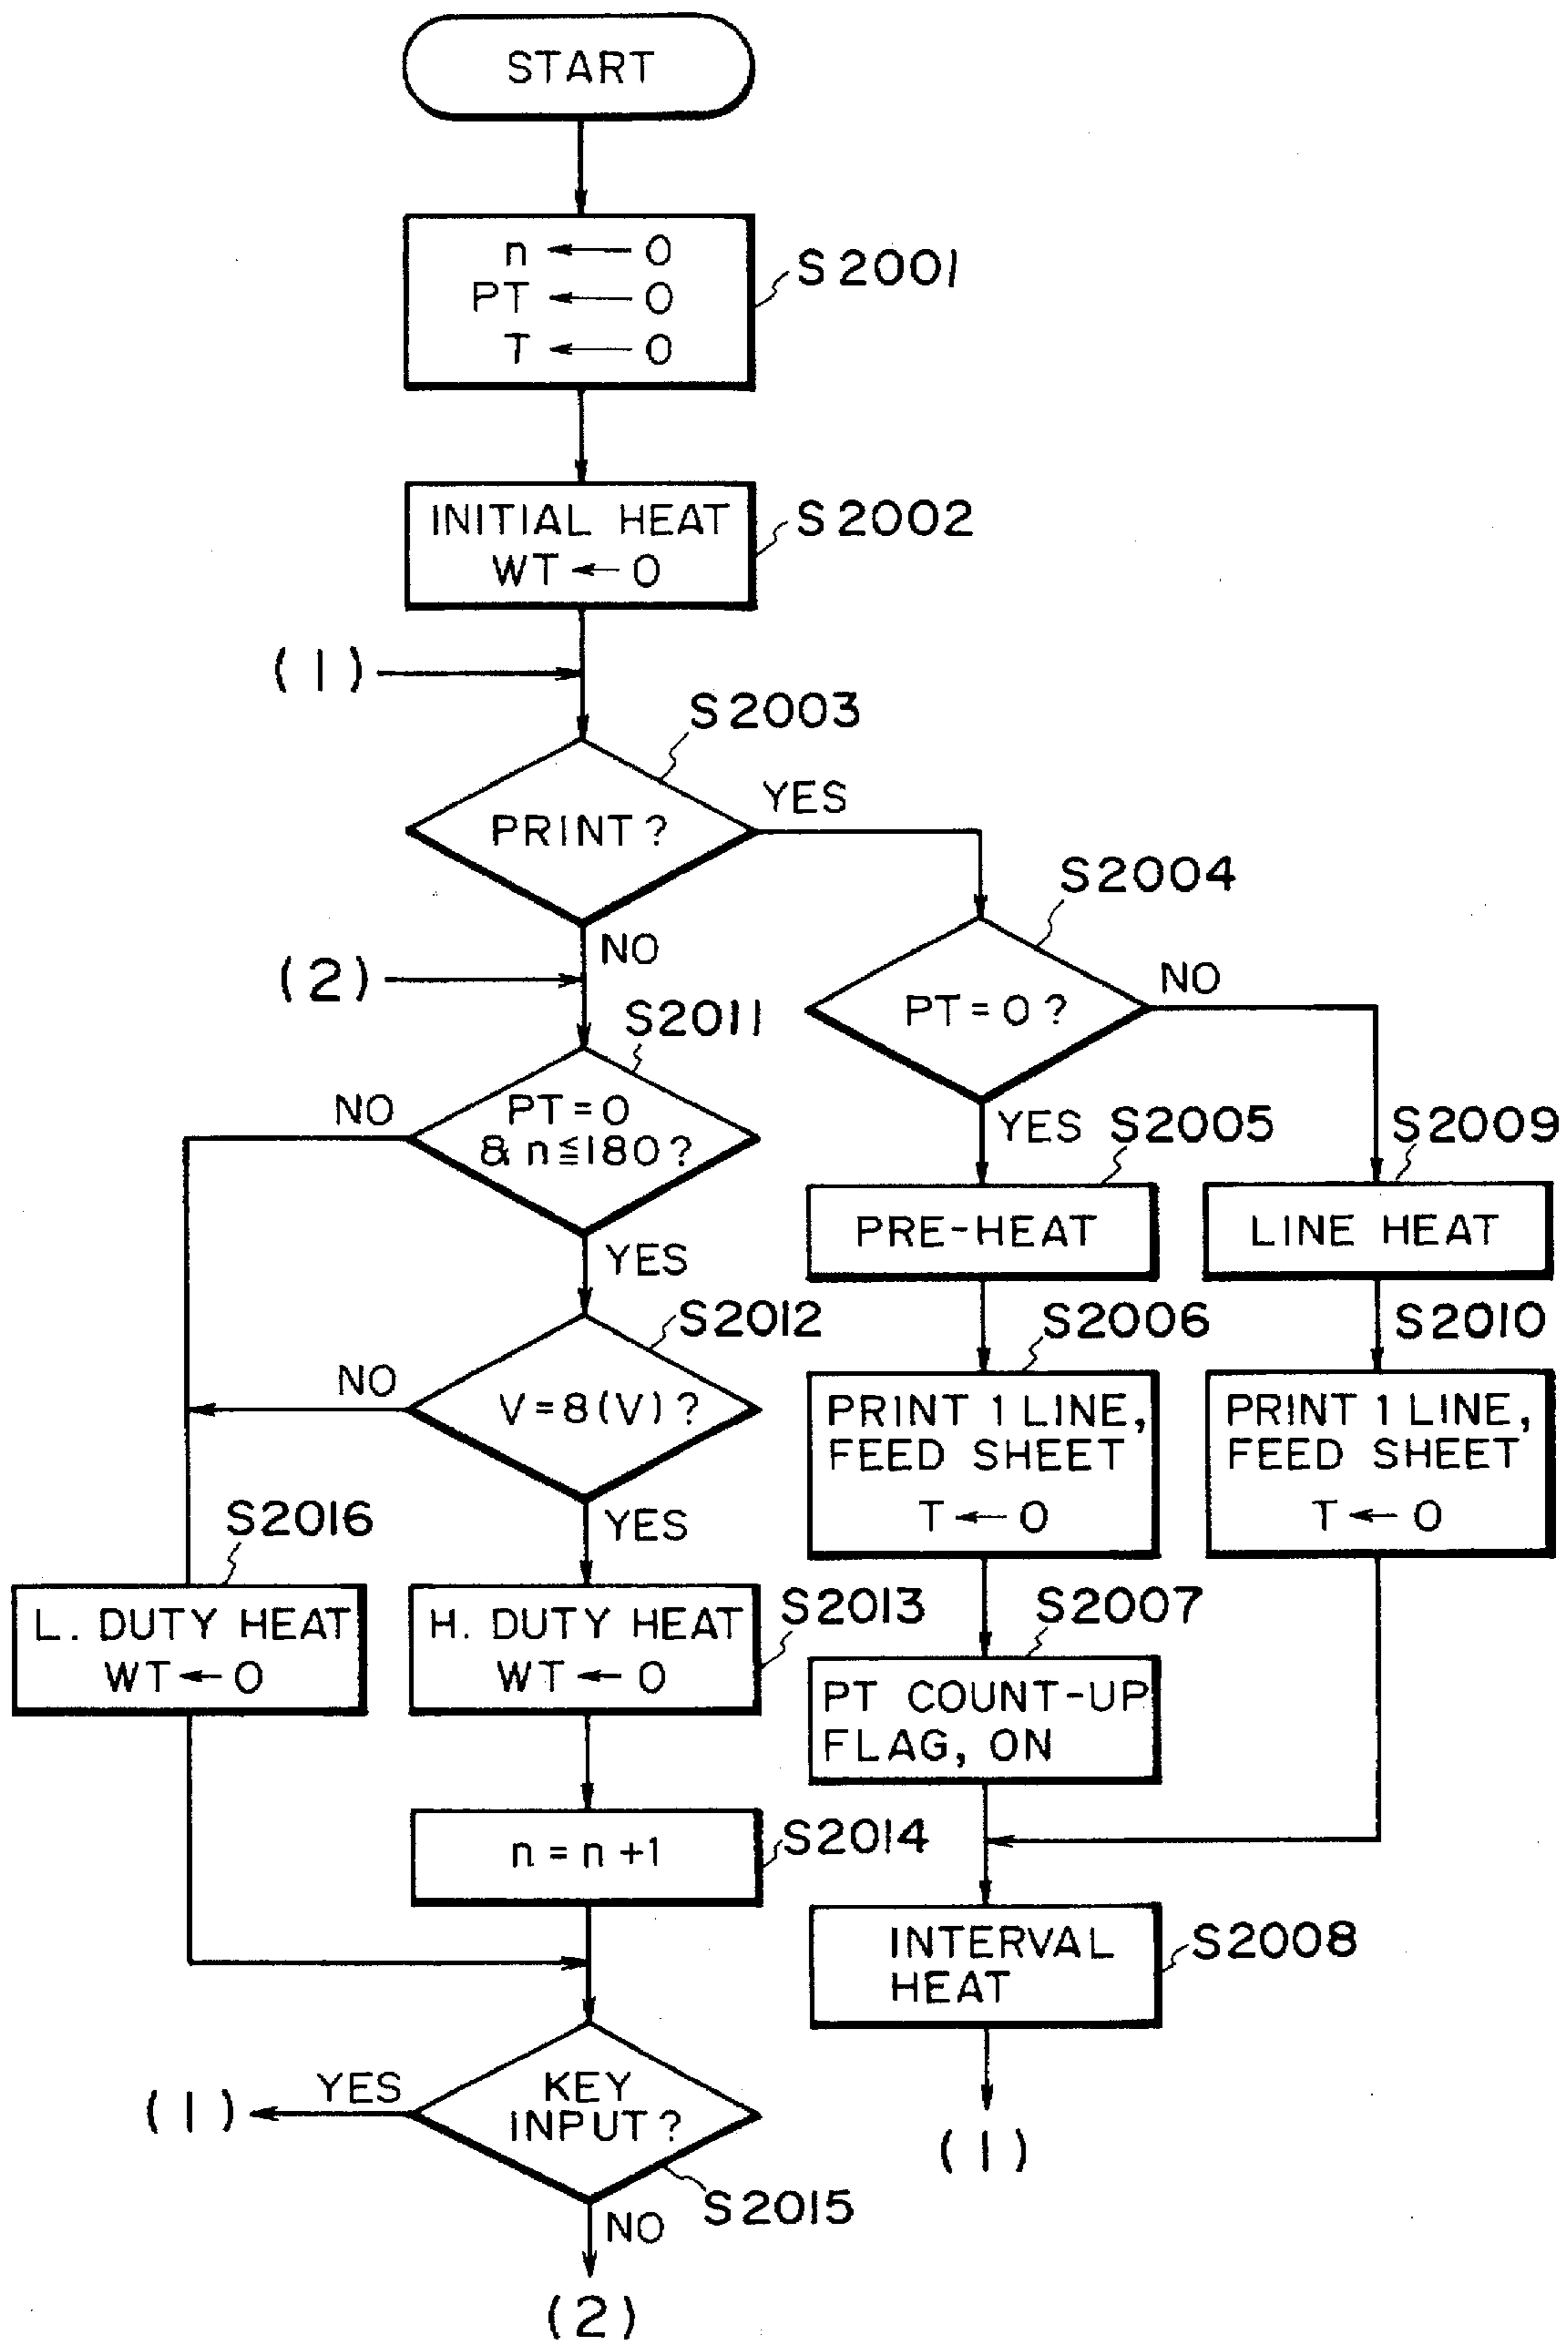 START
n ← 0
PT ← 0
T ← 0
S2001
INITIAL HEAT
WT ← 0
S2002
(1)
S2003
PRINT?
YES
NO
S2004
PT=0?
NO
YES
(2)
S2011
PT=0
& n≦180?
NO
YES
S2005
PRE-HEAT
S2009
LINE HEAT
S2012
V=8(V)?
NO
YES
S2006
PRINT 1 LINE,
FEED SHEET
T ← 0
S2010
PRINT 1 LINE,
FEED SHEET
T ← 0
S2016
L. DUTY HEAT
WT ← 0
H. DUTY HEAT
WT ← 0
S2013
S2007
PT COUNT-UP
FLAG, ON
n = n +1
S2014
INTERVAL
HEAT
S2008
(1)
KEY
INPUT?
YES
(1)
S2015
NO
(2)